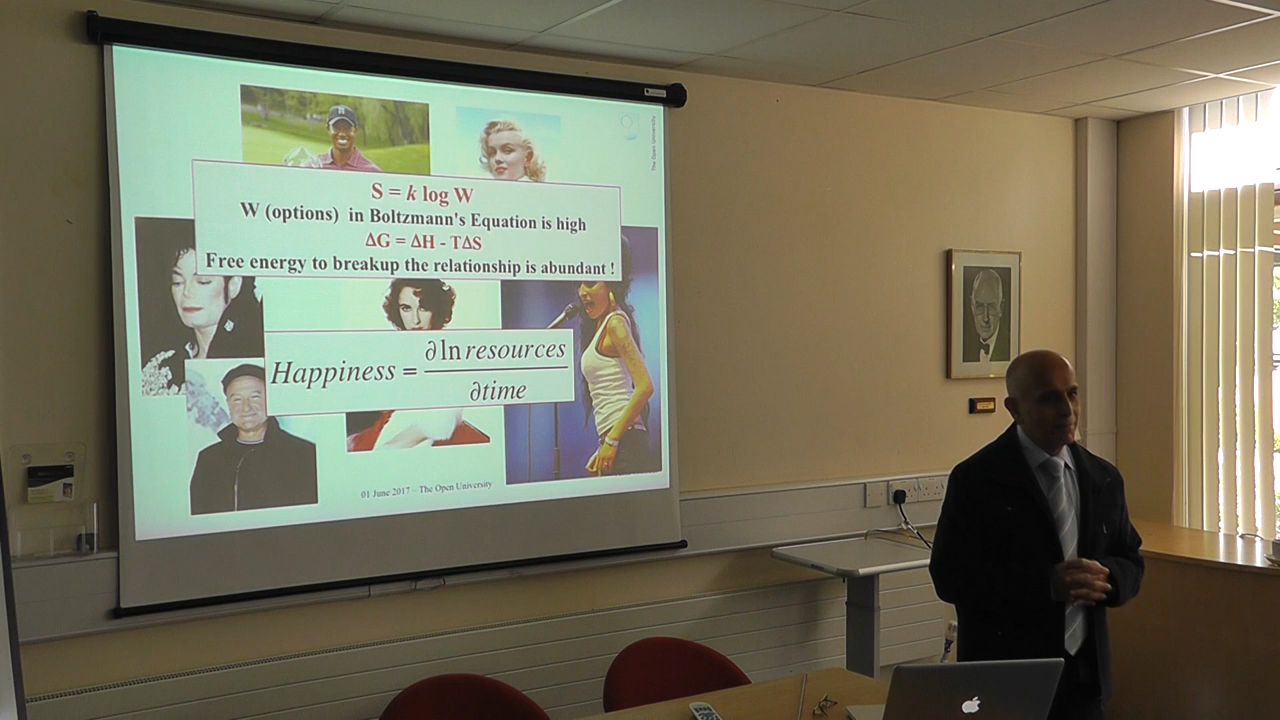 The Open University
S = k log W
W (options) in Boltzmann's Equation is high
ΔG = ΔH - TΔS
Free energy to breakup the relationship is abundant !
Happiness = ∂ ln resources / ∂time
01 June 2017 – The Open University